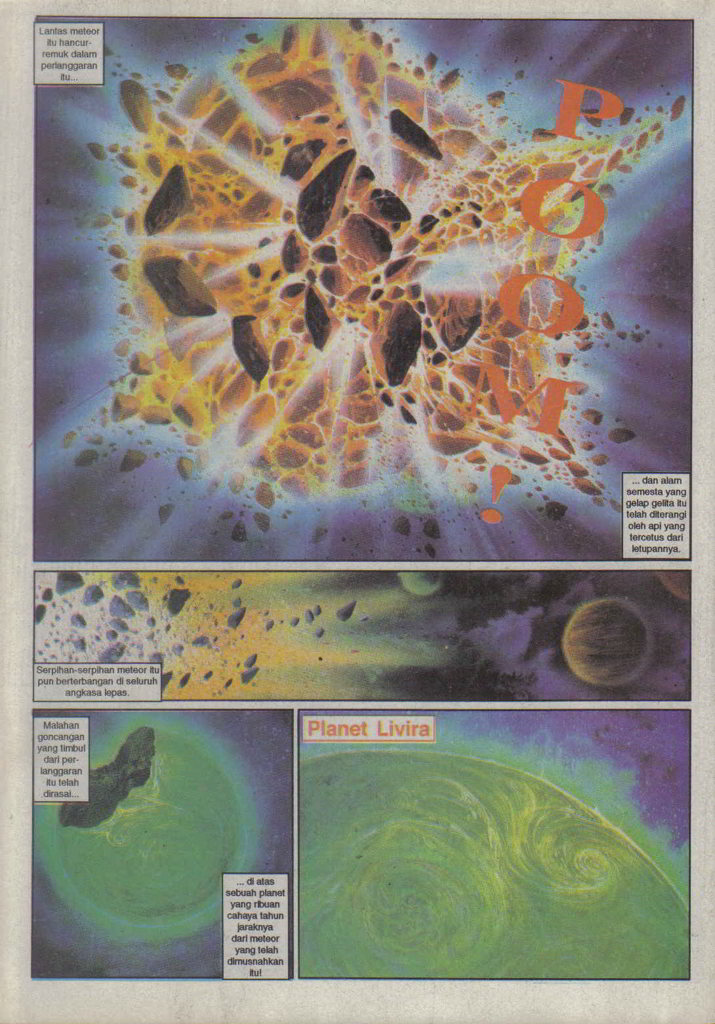 Lantas meteor
itu hancur-
remuk dalam
perlanggaran
itu...
POOM!
... dan alam
semesta yang
gelap gelita itu
telah diterangi
oleh api yang
tercetus dari
letupannya.
Serpihan-serpihan meteor itu
pun berterbangan di seluruh
angkasa lepas.
Malahan
goncangan
yang timbul
dari per-
langgaran
itu telah
dirasai...
... di atas
sebuah planet
yang ribuan
cahaya tahun
jaraknya
dari meteor
yang telah
dimusnahkan
itu!
Planet Livira